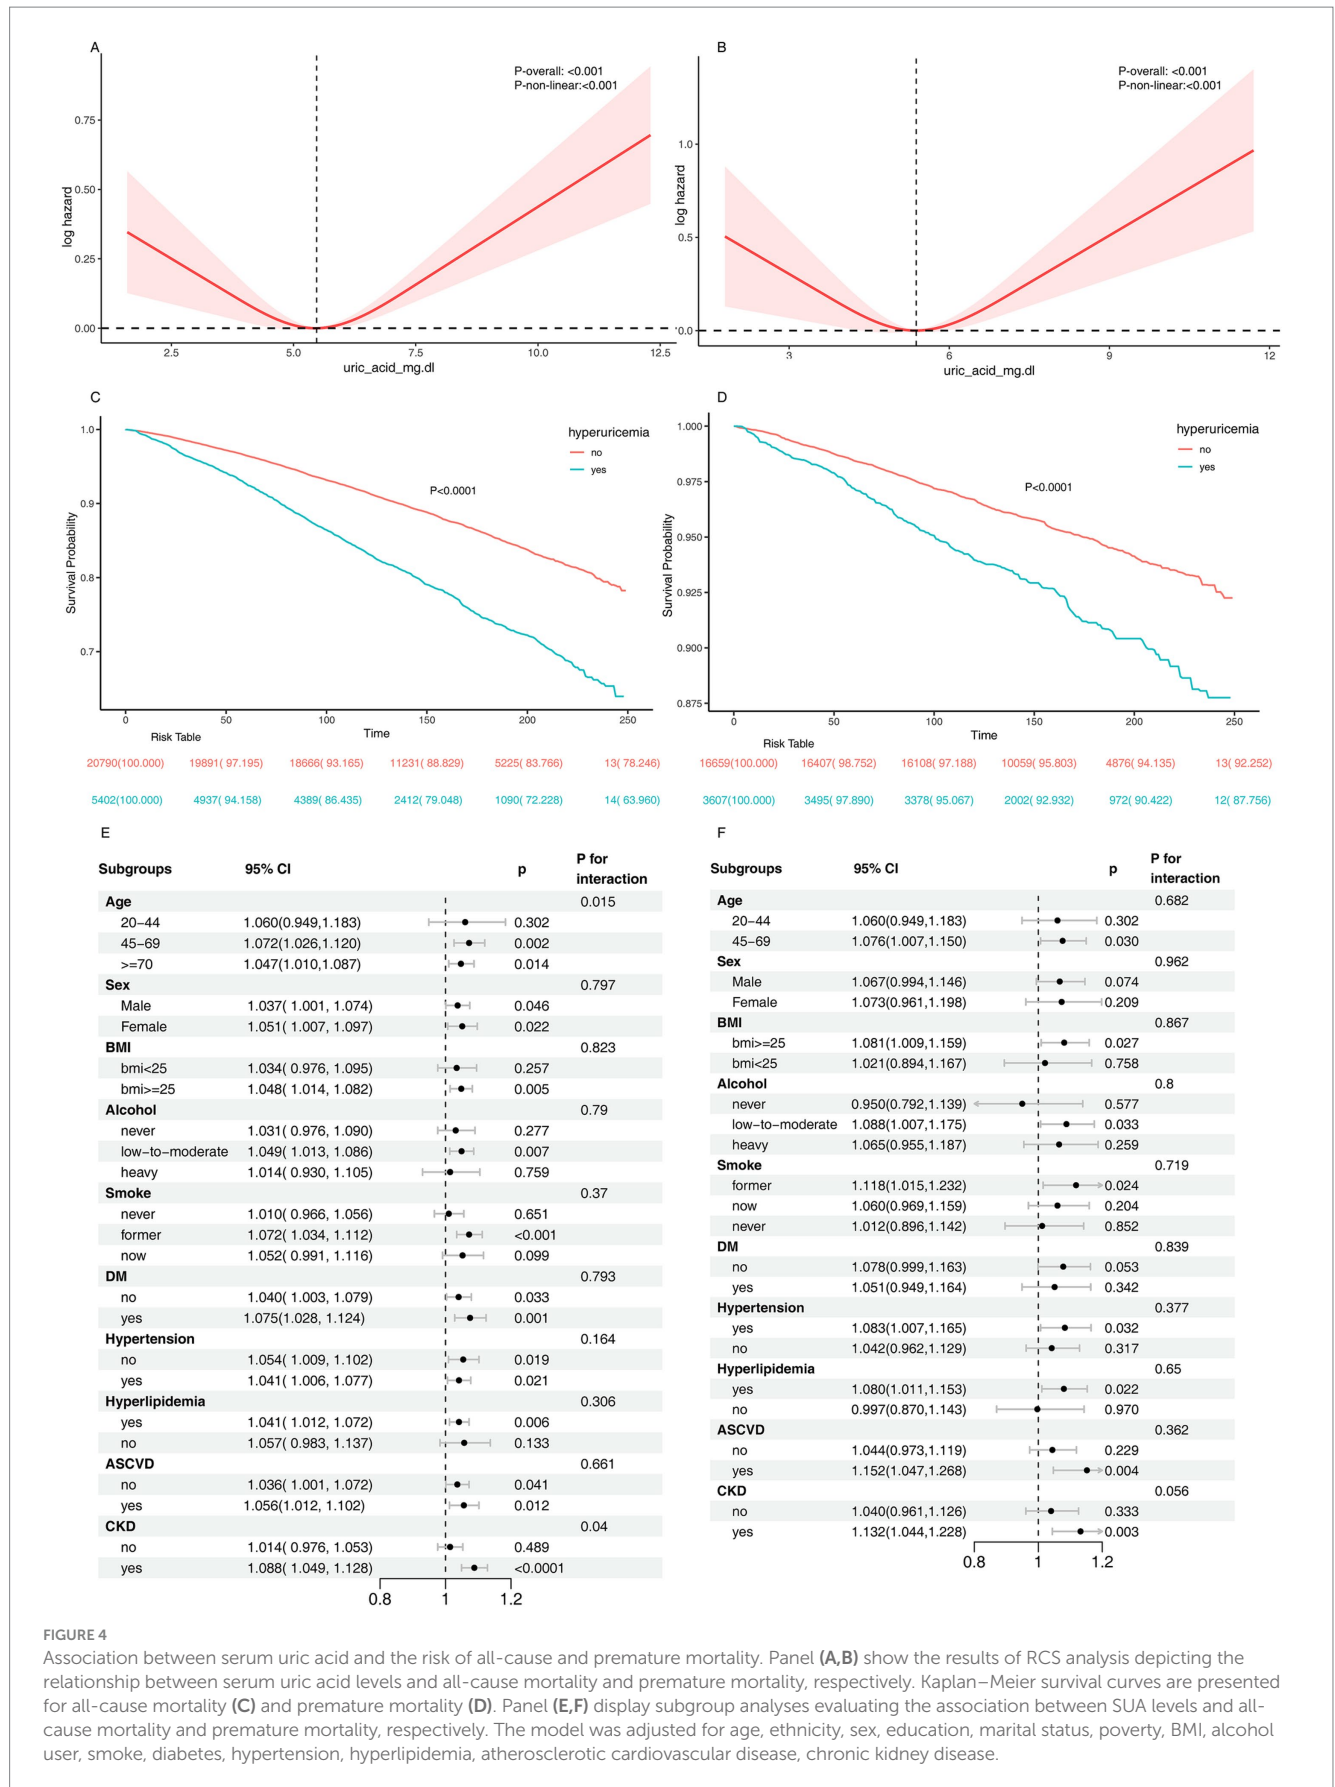 A
P-overall: <0.001
P-non-linear:<0.001
0.75
0.50
0.25
0.00
log hazard
2.5 5.0 7.5 10.0 12.5
uric_acid_mg.dl
B
P-overall: <0.001
P-non-linear:<0.001
1.0
0.5
0.0
log hazard
3 6 9 12
uric_acid_mg.dl
C
hyperuricemia
no
yes
P<0.0001
1.0
0.9
0.8
0.7
Survival Probability
0 50 100 150 200 250
Risk Table
Time
20790(100.000) 19891( 97.195) 18666( 93.165) 11231( 88.829) 5225( 83.766) 13( 78.246)
5402(100.000) 4937( 94.158) 4389( 86.435) 2412( 79.048) 1090( 72.228) 14( 63.960)
D
hyperuricemia
no
yes
P<0.0001
1.000
0.975
0.950
0.925
0.900
0.875
Survival Probability
0 50 100 150 200 250
Risk Table
Time
16659(100.000) 16407( 98.752) 16108( 97.188) 10059( 95.803) 4876( 94.135) 13( 92.252)
3607(100.000) 3495( 97.890) 3378( 95.067) 2002( 92.932) 972( 90.422) 12( 87.756)
E
Subgroups 95% CI p P for interaction
Age 0.015
20−44 1.060(0.949,1.183) 0.302
45−69 1.072(1.026,1.120) 0.002
>=70 1.047(1.010,1.087) 0.014
Sex 0.797
Male 1.037( 1.001, 1.074) 0.046
Female 1.051( 1.007, 1.097) 0.022
BMI 0.823
bmi<25 1.034( 0.976, 1.095) 0.257
bmi>=25 1.048( 1.014, 1.082) 0.005
Alcohol 0.79
never 1.031( 0.976, 1.090) 0.277
low−to−moderate 1.049( 1.013, 1.086) 0.007
heavy 1.014( 0.930, 1.105) 0.759
Smoke 0.37
never 1.010( 0.966, 1.056) 0.651
former 1.072( 1.034, 1.112) <0.001
now 1.052( 0.991, 1.116) 0.099
DM 0.793
no 1.040( 1.003, 1.079) 0.033
yes 1.075(1.028, 1.124) 0.001
Hypertension 0.164
no 1.054( 1.009, 1.102) 0.019
yes 1.041( 1.006, 1.077) 0.021
Hyperlipidemia 0.306
yes 1.041( 1.012, 1.072) 0.006
no 1.057( 0.983, 1.137) 0.133
ASCVD 0.661
no 1.036( 1.001, 1.072) 0.041
yes 1.056(1.012, 1.102) 0.012
CKD 0.04
no 1.014( 0.976, 1.053) 0.489
yes 1.088( 1.049, 1.128) <0.0001
0.8 1 1.2
F
Subgroups 95% CI p P for interaction
Age 0.682
20−44 1.060(0.949,1.183) 0.302
45−69 1.076(1.007,1.150) 0.030
Sex 0.962
Male 1.067(0.994,1.146) 0.074
Female 1.073(0.961,1.198) 0.209
BMI 0.867
bmi>=25 1.081(1.009,1.159) 0.027
bmi<25 1.021(0.894,1.167) 0.758
Alcohol 0.8
never 0.950(0.792,1.139) 0.577
low−to−moderate 1.088(1.007,1.175) 0.033
heavy 1.065(0.955,1.187) 0.259
Smoke 0.719
former 1.118(1.015,1.232) 0.024
now 1.060(0.969,1.159) 0.204
never 1.012(0.896,1.142) 0.852
DM 0.839
no 1.078(0.999,1.163) 0.053
yes 1.051(0.949,1.164) 0.342
Hypertension 0.377
yes 1.083(1.007,1.165) 0.032
no 1.042(0.962,1.129) 0.317
Hyperlipidemia 0.65
yes 1.080(1.011,1.153) 0.022
no 0.997(0.870,1.143) 0.970
ASCVD 0.362
no 1.044(0.973,1.119) 0.229
yes 1.152(1.047,1.268) 0.004
CKD 0.056
no 1.040(0.961,1.126) 0.333
yes 1.132(1.044,1.228) 0.003
0.8 1 1.2
FIGURE 4
Association between serum uric acid and the risk of all-cause and premature mortality. Panel (A,B) show the results of RCS analysis depicting the
relationship between serum uric acid levels and all-cause mortality and premature mortality, respectively. Kaplan–Meier survival curves are presented
for all-cause mortality (C) and premature mortality (D). Panel (E,F) display subgroup analyses evaluating the association between SUA levels and all-
cause mortality and premature mortality, respectively. The model was adjusted for age, ethnicity, sex, education, marital status, poverty, BMI, alcohol
user, smoke, diabetes, hypertension, hyperlipidemia, atherosclerotic cardiovascular disease, chronic kidney disease.